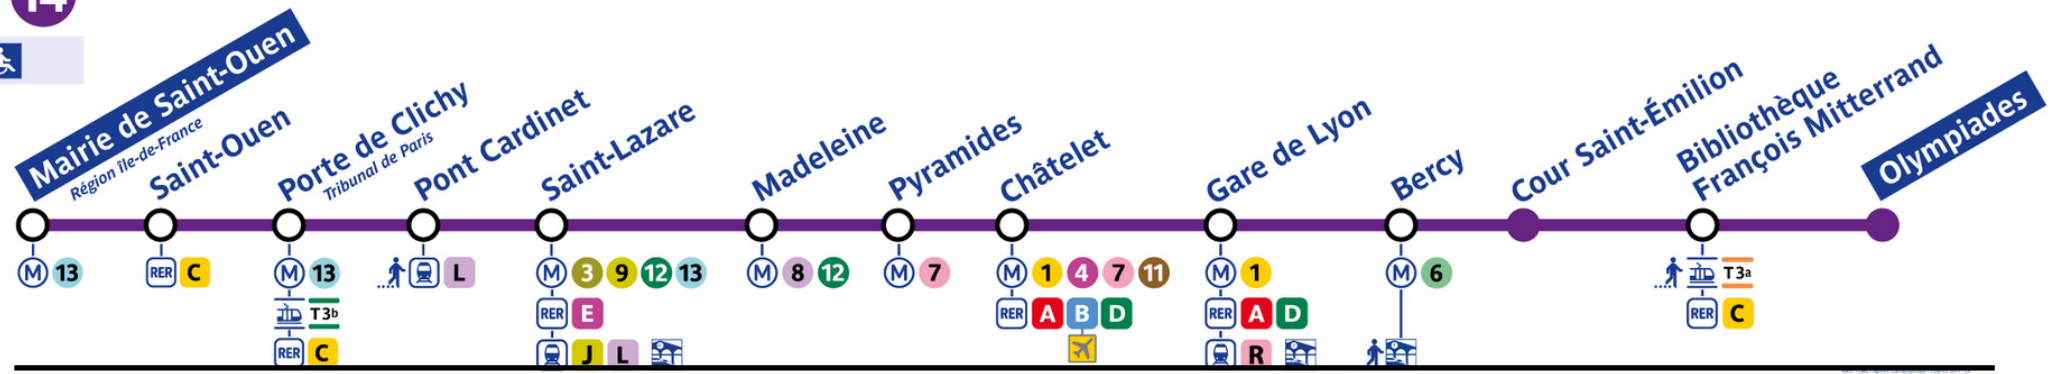 14
Mairie de Saint-Ouen
Région Île-de-France
Saint-Ouen
Porte de Clichy
Tribunal de Paris
Pont Cardinet
Saint-Lazare
Madeleine
Pyramides
Châtelet
Gare de Lyon
Bercy
Cour Saint-Émilion
Bibliothèque
François Mitterrand
Olympiades
M 13
RER C
M 13
T3b
RER C
L
M 3 9 12 13
RER E
J L
M 8 12
M 7
M 1 4 7 11
RER A B D
M 1
RER A D
R
M 6
T3a
RER C